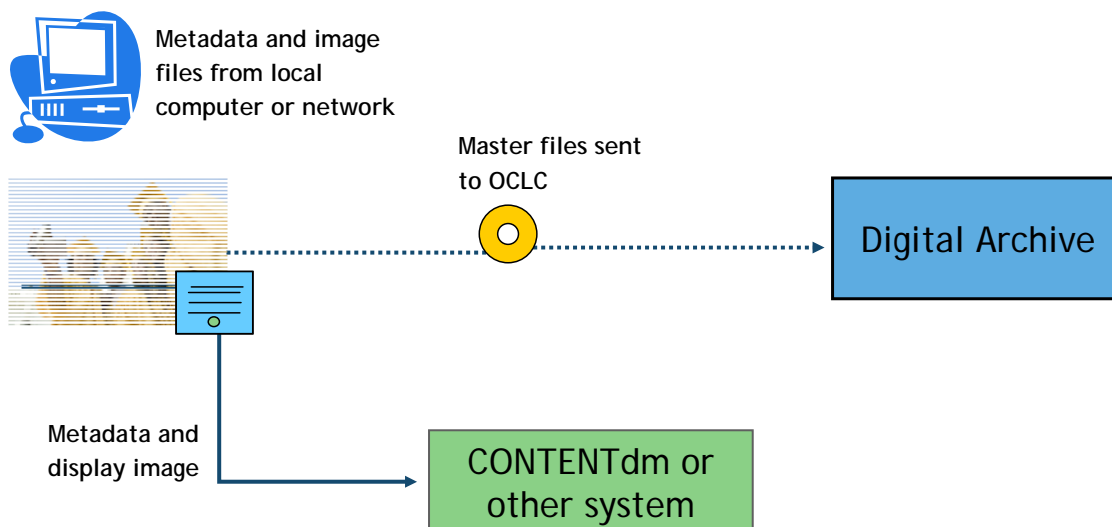 Metadata and image
files from local
computer or network
Master files sent
to OCLC
Digital Archive
Metadata and
display image
CONTENTdm or
other system